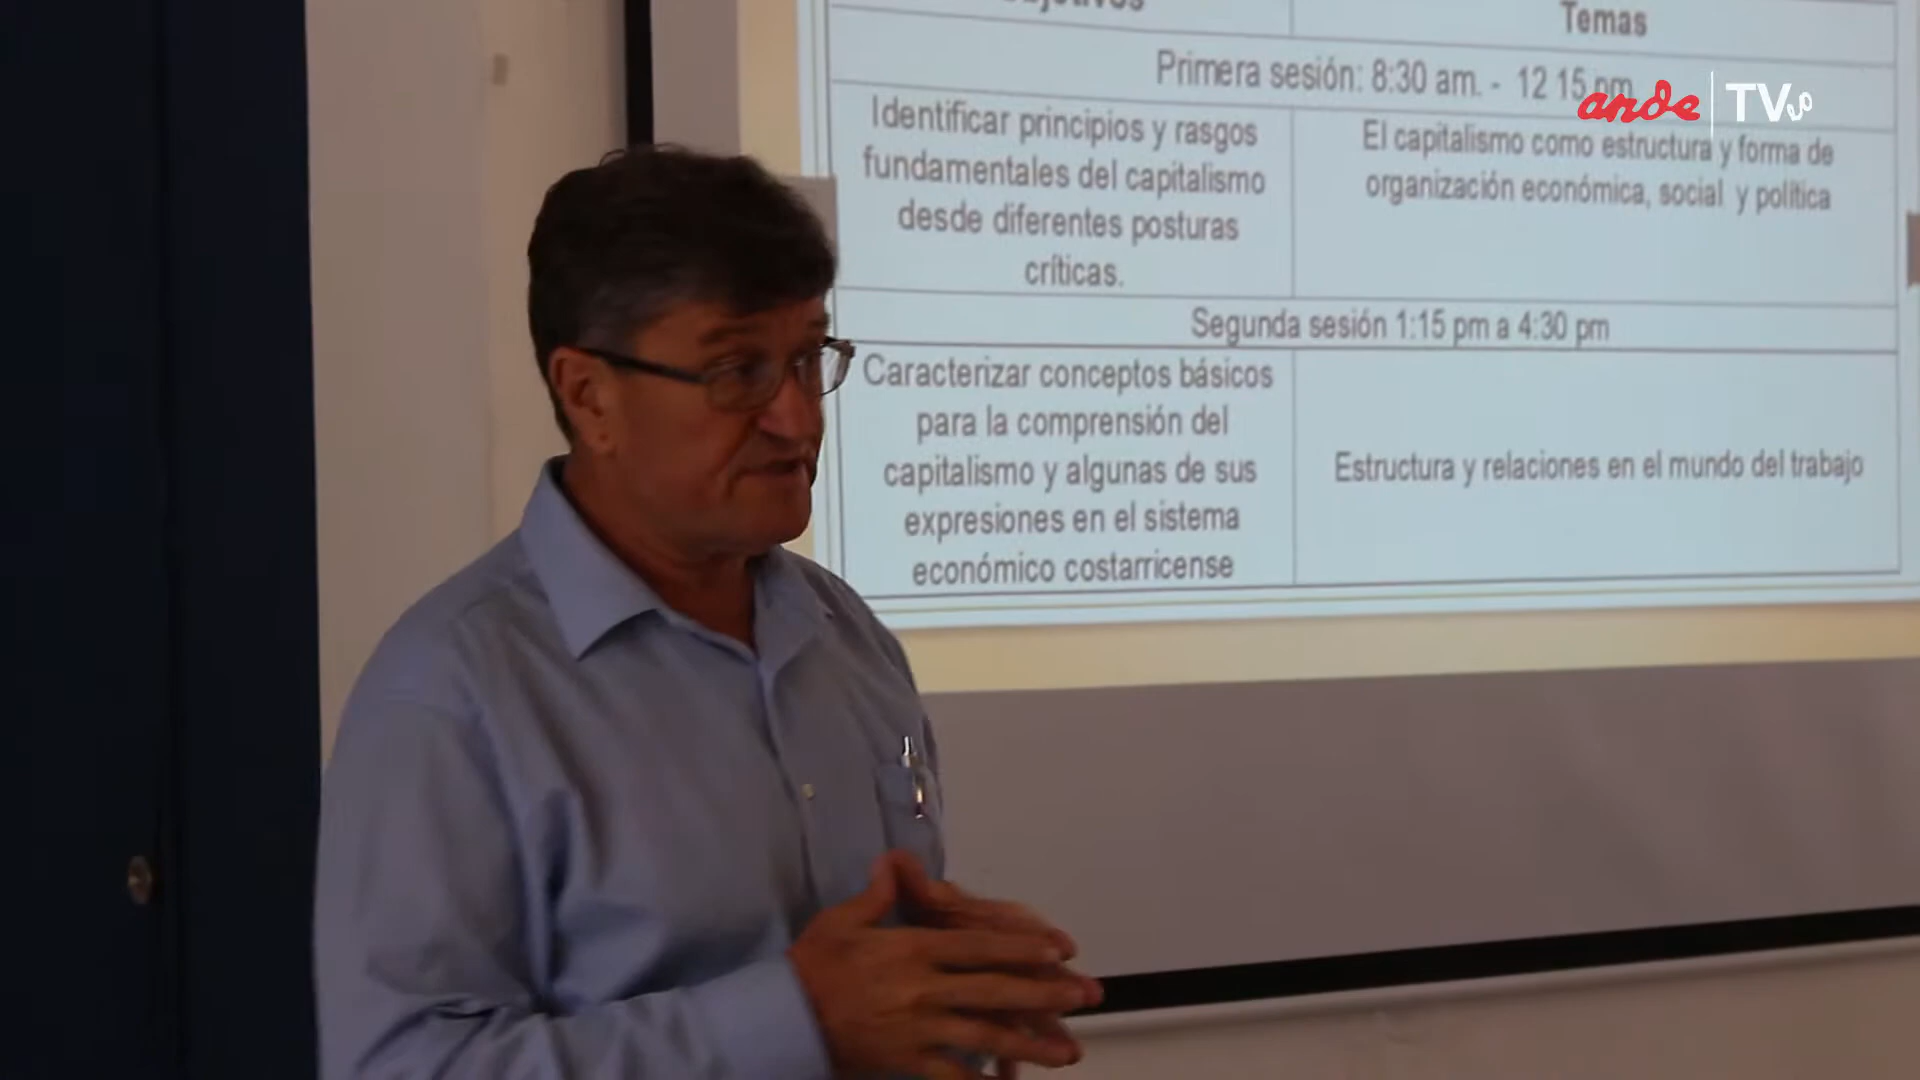 Objetivos
Temas
Primera sesión: 8:30 am. - 12 15 pm
ande TV
Identificar principios y rasgos
fundamentales del capitalismo
desde diferentes posturas
críticas.
El capitalismo como estructura y forma de
organización económica, social y política
Segunda sesión 1:15 pm a 4:30 pm
Caracterizar conceptos básicos
para la comprensión del
capitalismo y algunas de sus
expresiones en el sistema
económico costarricense
Estructura y relaciones en el mundo del trabajo